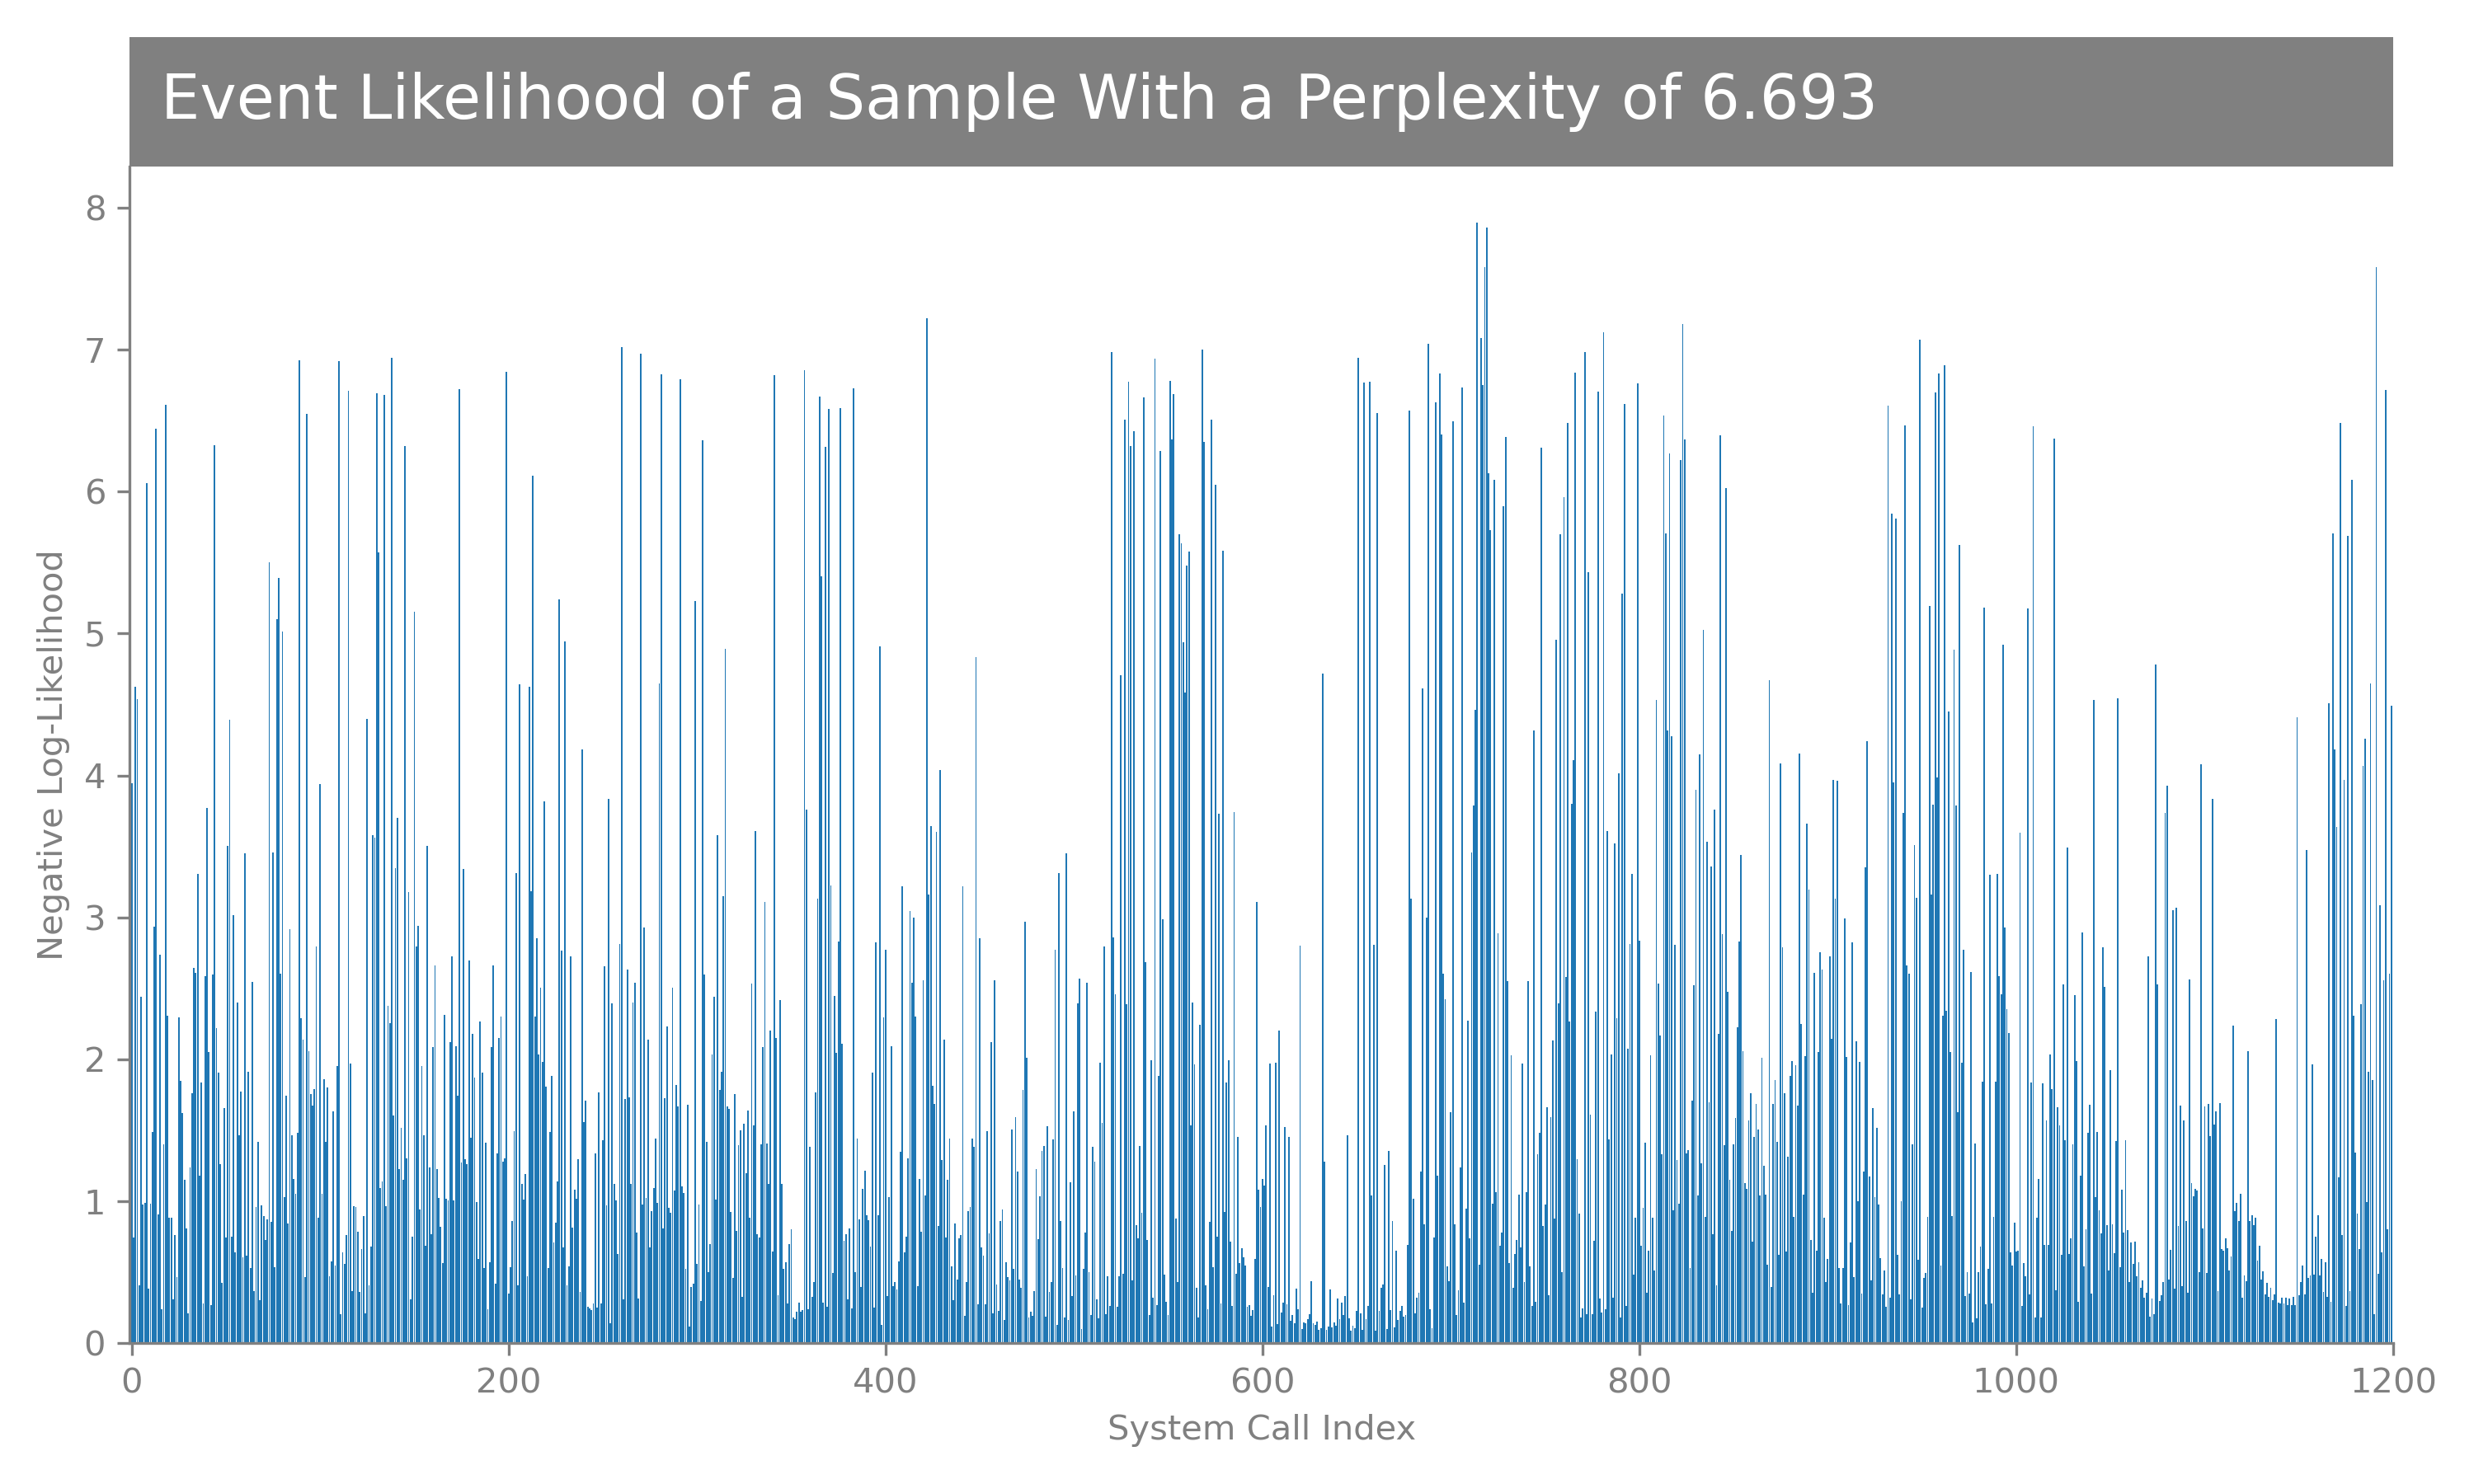 Event Likelihood of a Sample With a Perplexity of 6.693
8
7
6
5
4
3
2
1
0
Negative Log-Likelihood
0 200 400 600 800 1000 1200
System Call Index